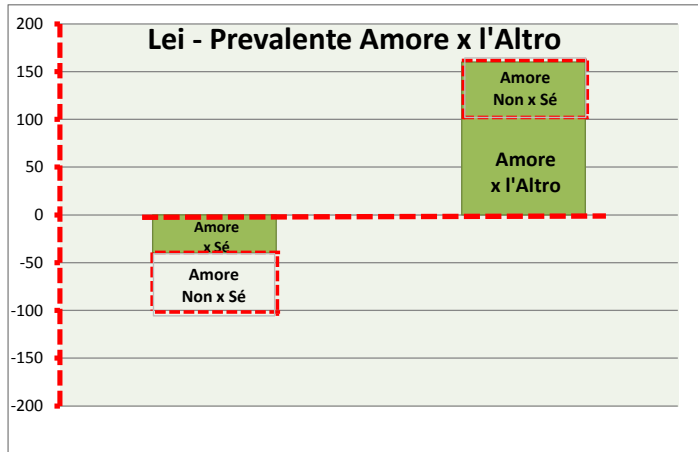 Lei - Prevalente Amore x l'Altro
200
150
100
50
0
-50
-100
-150
-200
Amore
Non x Sé
Amore
x l'Altro
Amore
x Sé
Amore
Non x Sé